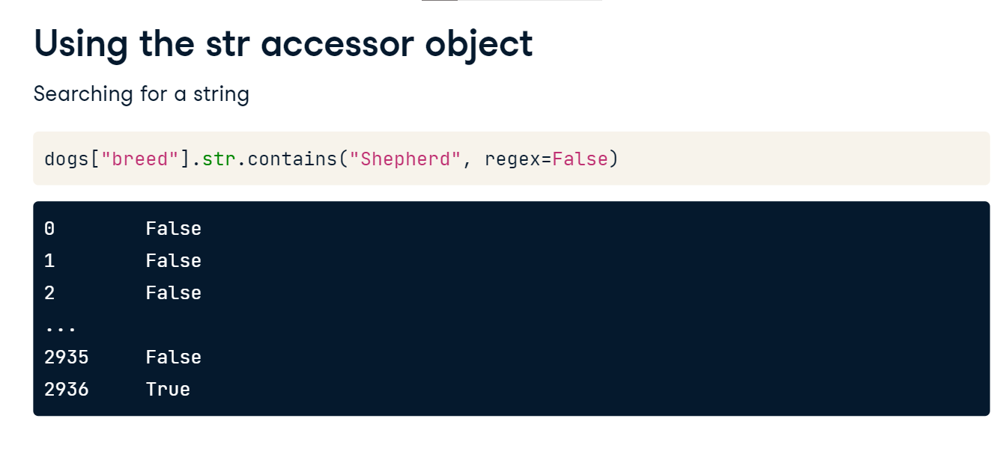 Using the str accessor object
Searching for a string
dogs["breed"].str.contains("Shepherd", regex=False)
0        False
1        False
2        False
...
2935     False
2936     True